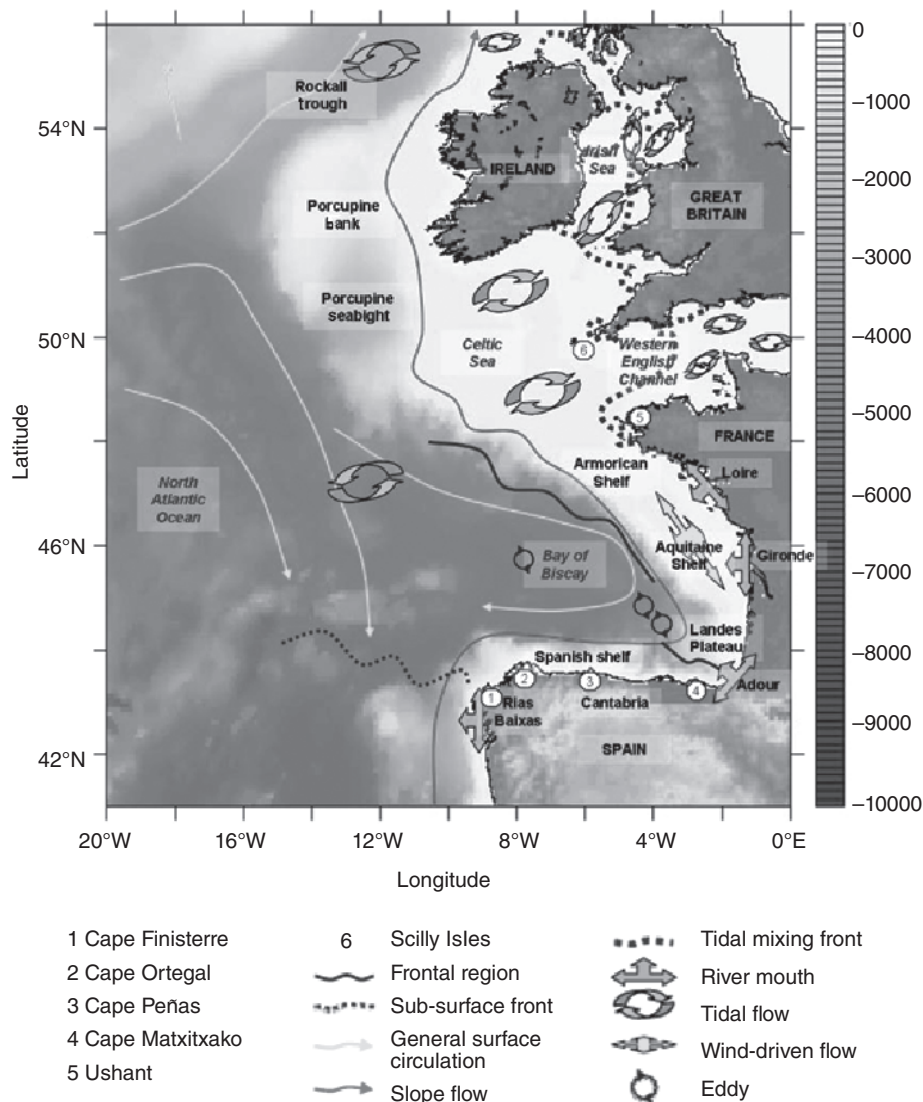 0
−1000
−2000
−3000
−4000
−5000
−6000
−7000
−8000
−9000
−10000
Latitude
54°N
50°N
46°N
42°N
Rockall
trough
Porcupine
bank
Porcupine
seabight
IRELAND
Irish
Sea
GREAT
BRITAIN
Celtic
Sea
6
Western
English
Channel
5
FRANCE
Armorican
Shelf
Loire
North
Atlantic
Ocean
Bay of
Biscay
Aquitaine
Shelf
Gironde
Landes
Plateau
Spanish shelf
Adour
1
2
3
4
Rias
Baixas
Cantabria
SPAIN
20°W
16°W
12°W
8°W
4°W
0°E
Longitude
1 Cape Finisterre
2 Cape Ortegal
3 Cape Peñas
4 Cape Matxitxako
5 Ushant
6 Scilly Isles
Frontal region
Sub-surface front
General surface
circulation
Slope flow
Tidal mixing front
River mouth
Tidal flow
Wind-driven flow
Eddy